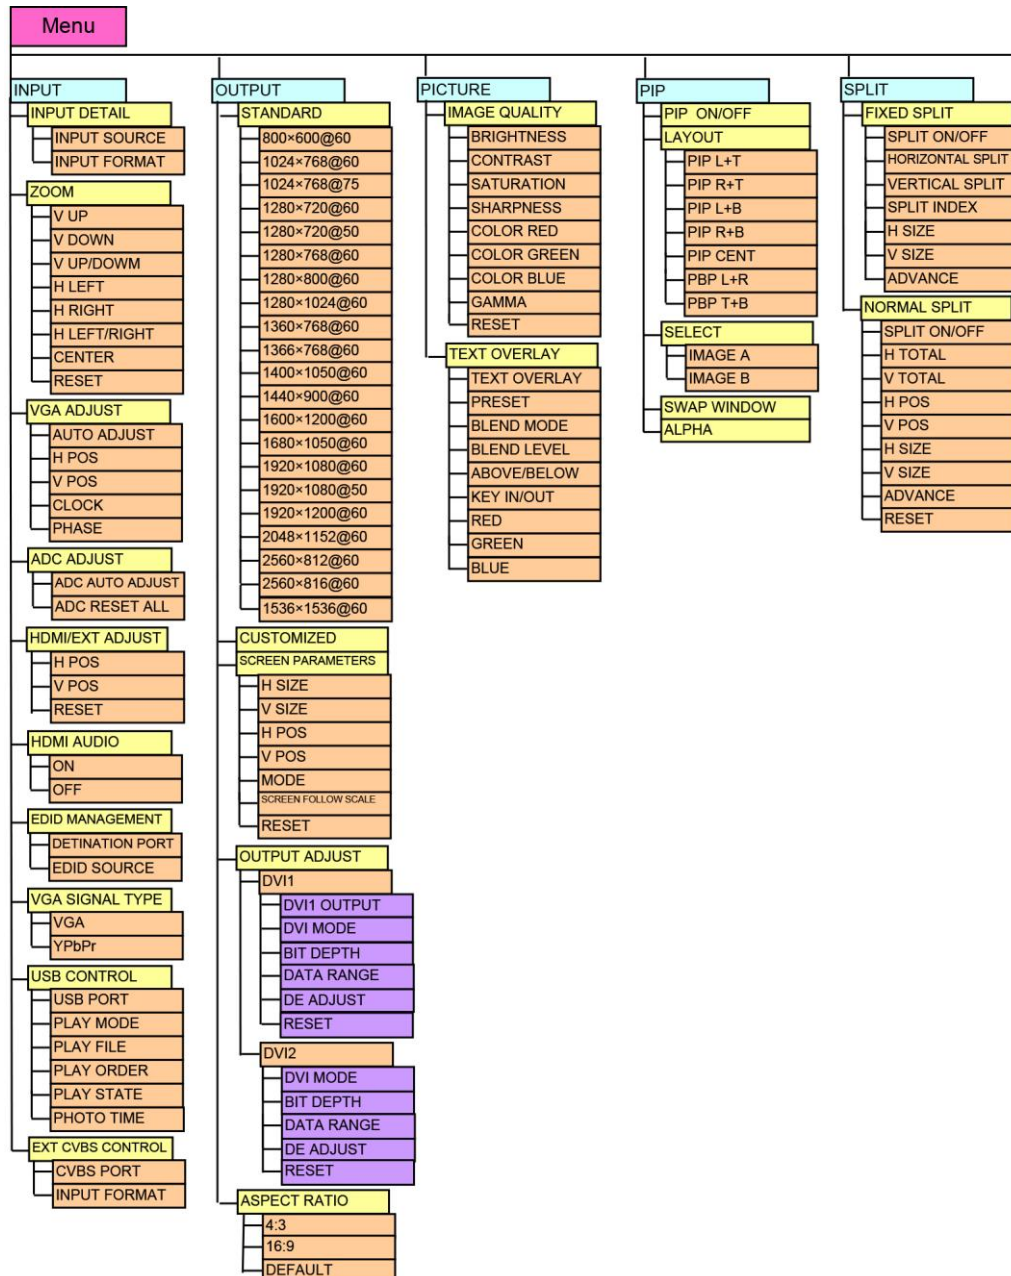 Menu
INPUT
INPUT DETAIL
INPUT SOURCE
INPUT FORMAT
ZOOM
V UP
V DOWN
V UP/DOWM
H LEFT
H RIGHT
H LEFT/RIGHT
CENTER
RESET
VGA ADJUST
AUTO ADJUST
H POS
V POS
CLOCK
PHASE
ADC ADJUST
ADC AUTO ADJUST
ADC RESET ALL
HDMI/EXT ADJUST
H POS
V POS
RESET
HDMI AUDIO
ON
OFF
EDID MANAGEMENT
DETINATION PORT
EDID SOURCE
VGA SIGNAL TYPE
VGA
YPbPr
USB CONTROL
USB PORT
PLAY MODE
PLAY FILE
PLAY ORDER
PLAY STATE
PHOTO TIME
EXT CVBS CONTROL
CVBS PORT
INPUT FORMAT
OUTPUT
STANDARD
800×600@60
1024×768@60
1024×768@75
1280×720@60
1280×720@50
1280×768@60
1280×800@60
1280×1024@60
1360×768@60
1366×768@60
1400×1050@60
1440×900@60
1600×1200@60
1680×1050@60
1920×1080@60
1920×1080@50
1920×1200@60
2048×1152@60
2560×812@60
2560×816@60
1536×1536@60
CUSTOMIZED
SCREEN PARAMETERS
H SIZE
V SIZE
H POS
V POS
MODE
SCREEN FOLLOW SCALE
RESET
OUTPUT ADJUST
DVI1
DVI1 OUTPUT
DVI MODE
BIT DEPTH
DATA RANGE
DE ADJUST
RESET
DVI2
DVI MODE
BIT DEPTH
DATA RANGE
DE ADJUST
RESET
ASPECT RATIO
4:3
16:9
DEFAULT
PICTURE
IMAGE QUALITY
BRIGHTNESS
CONTRAST
SATURATION
SHARPNESS
COLOR RED
COLOR GREEN
COLOR BLUE
GAMMA
RESET
TEXT OVERLAY
TEXT OVERLAY
PRESET
BLEND MODE
BLEND LEVEL
ABOVE/BELOW
KEY IN/OUT
RED
GREEN
BLUE
PIP
PIP ON/OFF
LAYOUT
PIP L+T
PIP R+T
PIP L+B
PIP R+B
PIP CENT
PBP L+R
PBP T+B
SELECT
IMAGE A
IMAGE B
SWAP WINDOW
ALPHA
SPLIT
FIXED SPLIT
SPLIT ON/OFF
HORIZONTAL SPLIT
VERTICAL SPLIT
SPLIT INDEX
H SIZE
V SIZE
ADVANCE
NORMAL SPLIT
SPLIT ON/OFF
H TOTAL
V TOTAL
H POS
V POS
H SIZE
V SIZE
ADVANCE
RESET